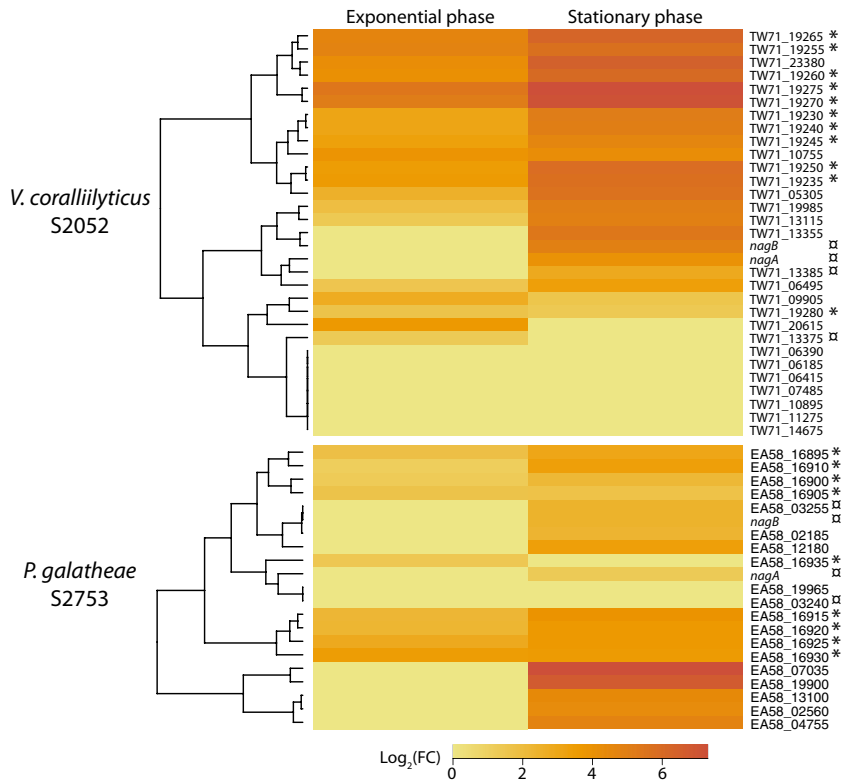 Exponential phase Stationary phase
V. coralliilyticus
S2052
TW71_19265 *
TW71_19255 *
TW71_23380
TW71_19260 *
TW71_19275 *
TW71_19270 *
TW71_19230 *
TW71_19240 *
TW71_19245 *
TW71_10755
TW71_19250 *
TW71_19235 *
TW71_05305
TW71_19985
TW71_13115
TW71_13355
nagB ¤
nagA ¤
TW71_13385 ¤
TW71_06495
TW71_09905
TW71_19280 *
TW71_20615
TW71_13375 ¤
TW71_06390
TW71_06185
TW71_06415
TW71_07485
TW71_10895
TW71_11275
TW71_14675
P. galatheae
S2753
EA58_16895 *
EA58_16910 *
EA58_16900 *
EA58_16905 *
EA58_03255 ¤
nagB ¤
EA58_02185
EA58_12180
EA58_16935 *
nagA ¤
EA58_19965
EA58_03240 ¤
EA58_16915 *
EA58_16920 *
EA58_16925 *
EA58_16930 *
EA58_07035
EA58_19900
EA58_13100
EA58_02560
EA58_04755
Log₂(FC)
0 2 4 6